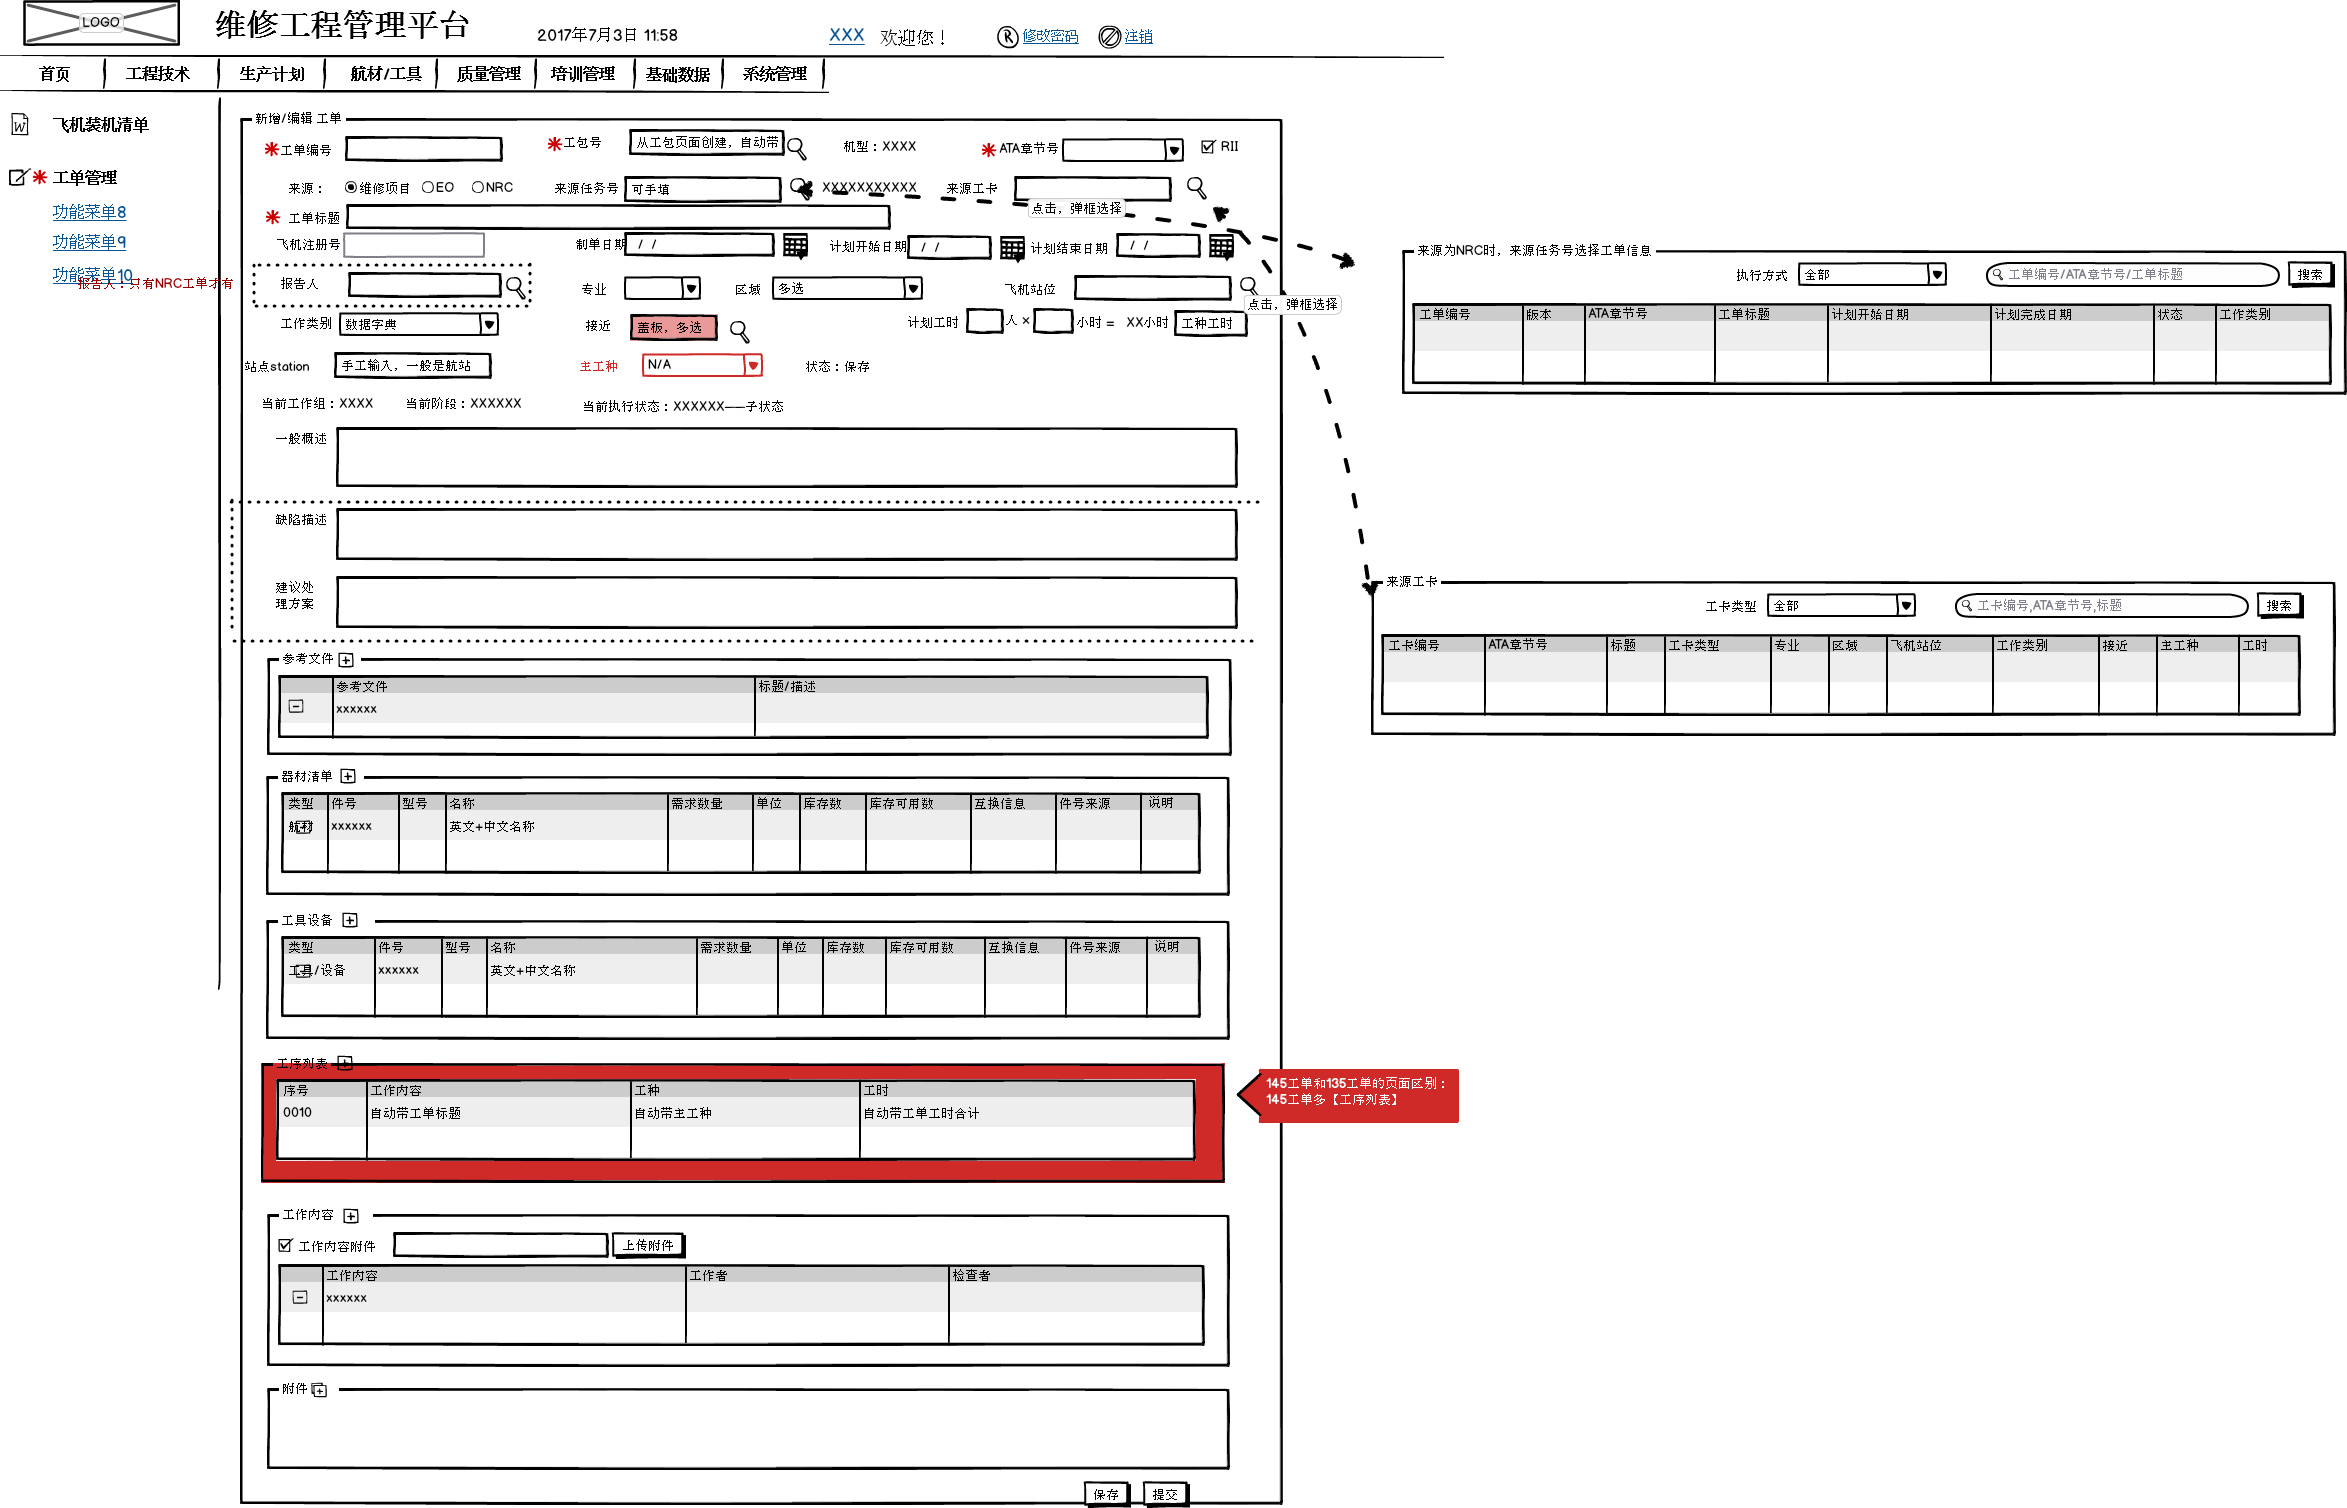 LOGO
维修工程管理平台
2017年7月3日 11:58
XXX 欢迎您！
修改密码
注销
首页 工程技术 生产计划 航材/工具 质量管理 培训管理 基础数据 系统管理
飞机装机清单
工单管理
功能菜单8
功能菜单9
功能菜单10
报告人：只有NRC工单才有
新增/编辑 工单
工单编号
工包号 从工包页面创建，自动带
机型：XXXX
ATA章节号
RII
来源： 维修项目 EO NRC
来源任务号 可手填
XXXXXXXXXXX
来源工卡
点击，弹框选择
工单标题
飞机注册号
制单日期 / /
计划开始日期 / /
计划结束日期 / /
报告人
专业
区域 多选
飞机站位
点击，弹框选择
工作类别 数据字典
接近 盖板，多选
计划工时 人 × 小时 = XX小时 工种工时
站点station 手工输入，一般是航站
主工种 N/A
状态：保存
当前工作组：XXXX 当前阶段：XXXXXX 当前执行状态：XXXXXX——子状态
一般概述
缺陷描述
建议处
理方案
参考文件
参考文件 标题/描述
xxxxxx
器材清单
类型 件号 型号 名称 需求数量 单位 库存数 库存可用数 互换信息 件号来源 说明
航材 xxxxxx 英文+中文名称
工具设备
类型 件号 型号 名称 需求数量 单位 库存数 库存可用数 互换信息 件号来源 说明
工具/设备 xxxxxx 英文+中文名称
工序列表
序号 工作内容 工种 工时
0010 自动带工单标题 自动带主工种 自动带工单工时合计
145工单和135工单的页面区别：
145工单多【工序列表】
工作内容
工作内容附件 上传附件
工作内容 工作者 检查者
xxxxxx
附件
保存 提交
来源为NRC时，来源任务号选择工单信息
执行方式 全部 工单编号/ATA章节号/工单标题 搜索
工单编号 版本 ATA章节号 工单标题 计划开始日期 计划完成日期 状态 工作类别
来源工卡
工卡类型 全部 工卡编号,ATA章节号,标题 搜索
工卡编号 ATA章节号 标题 工卡类型 专业 区域 飞机站位 工作类别 接近 主工种 工时